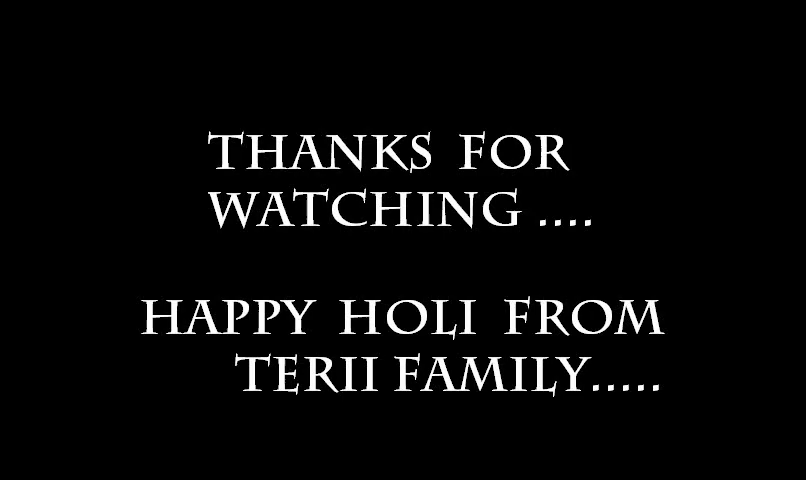 THANKS FOR
WATCHING ....
HAPPY HOLI FROM
TERII FAMILY.....